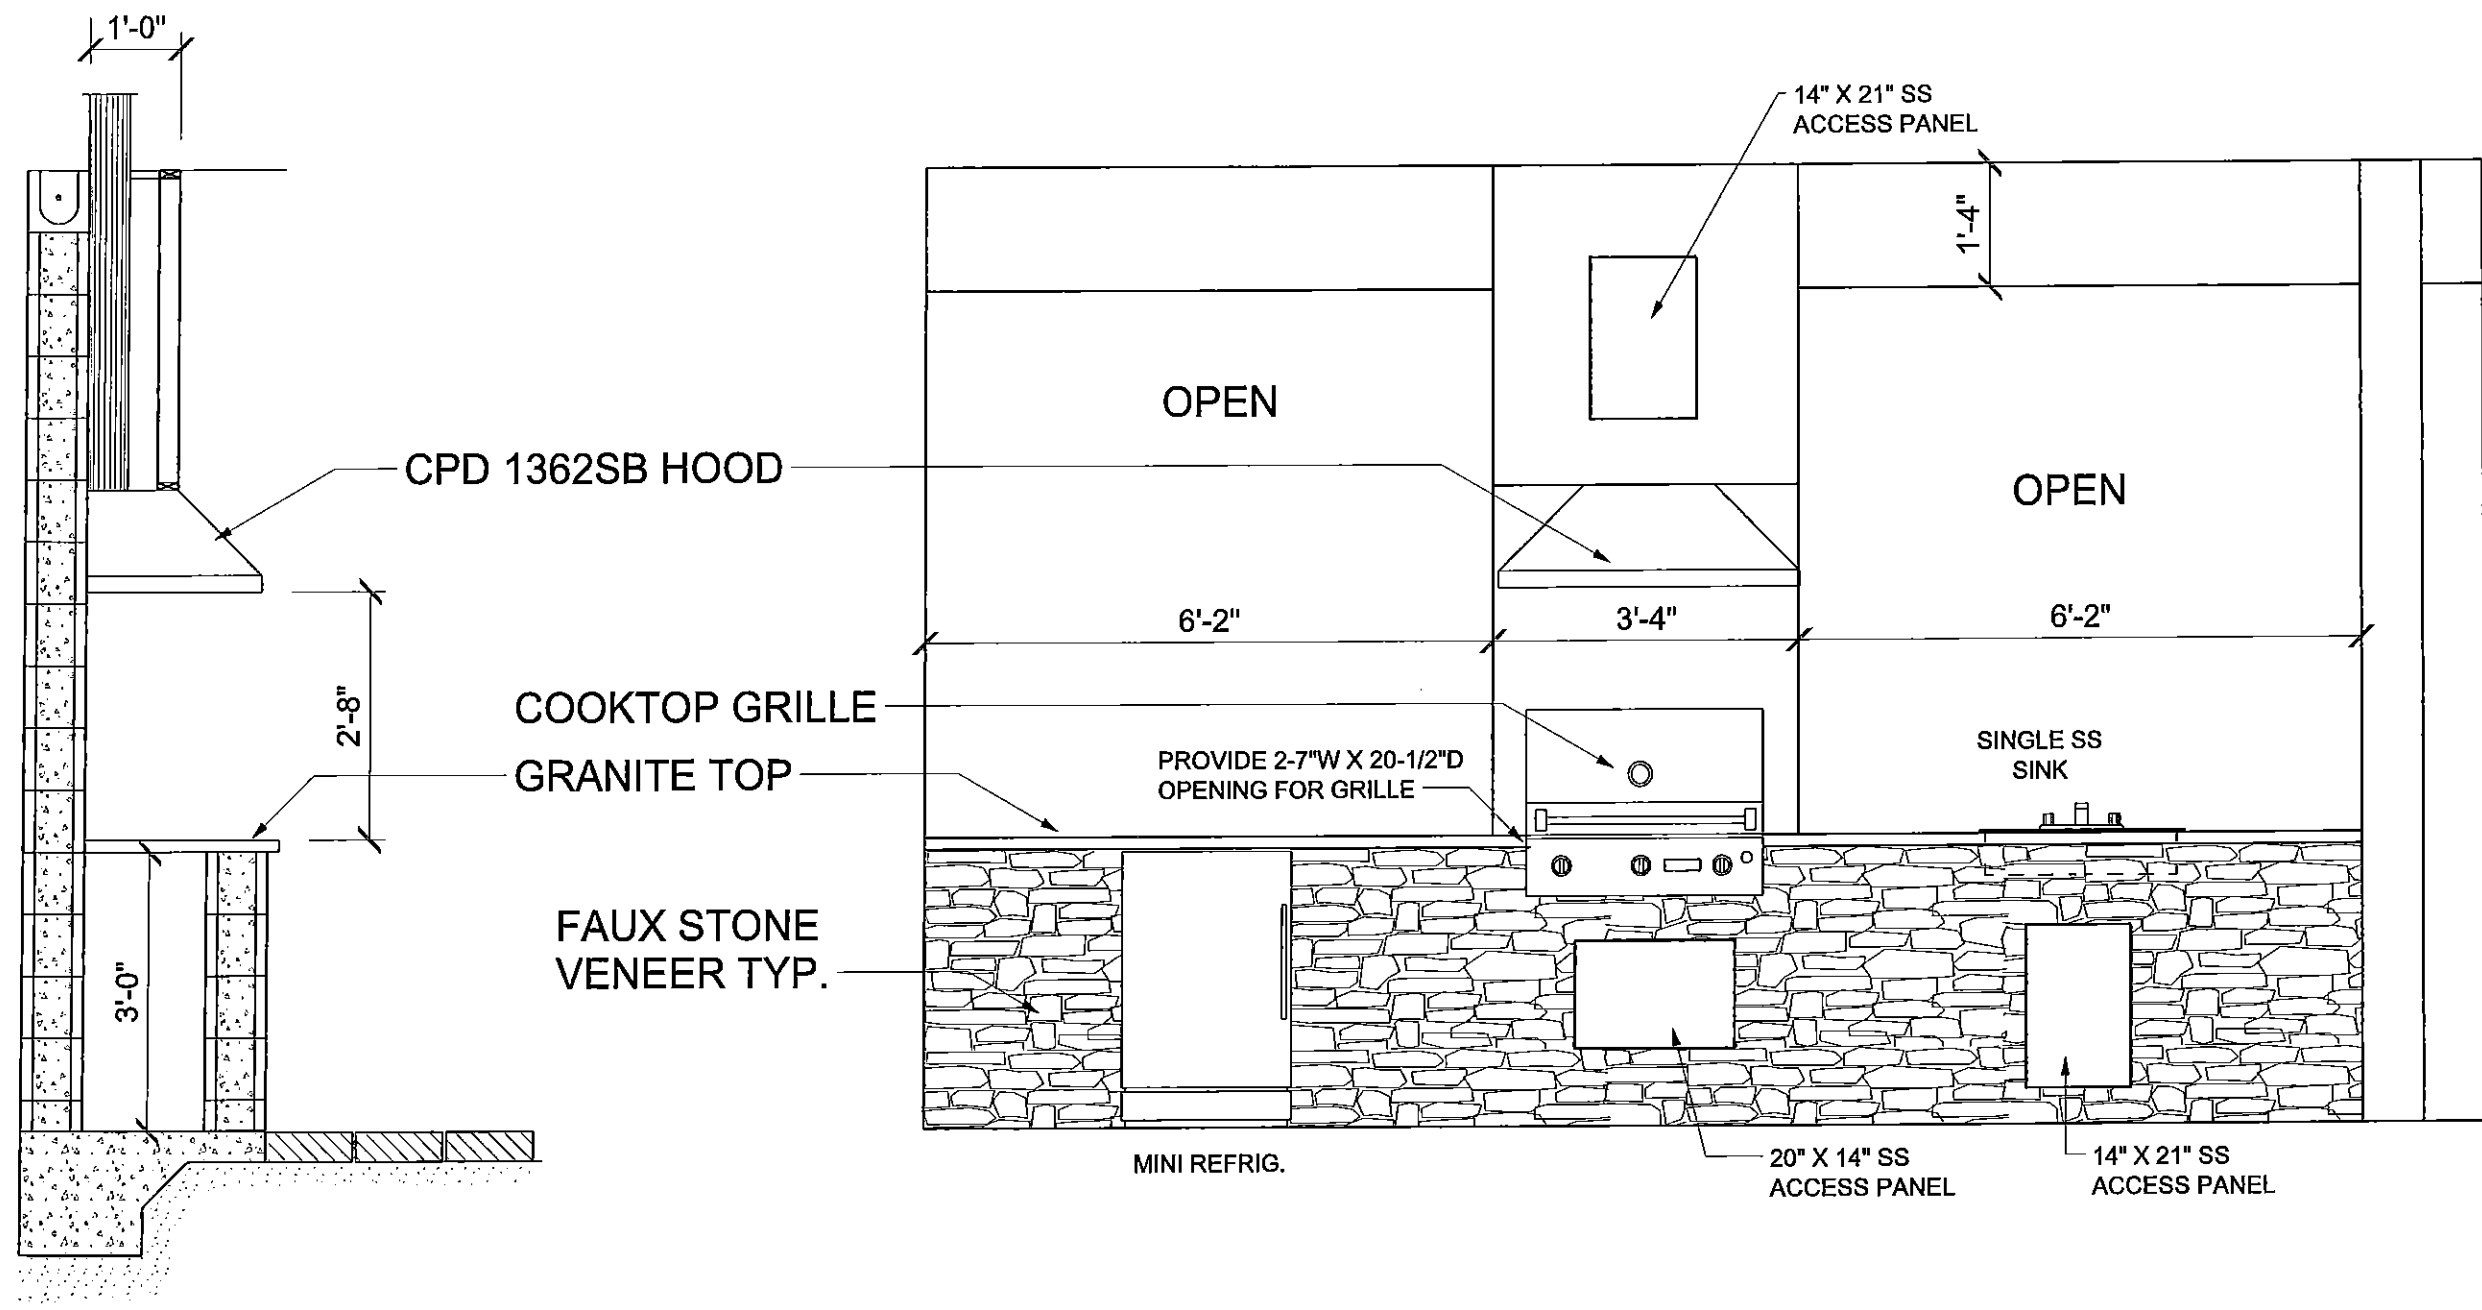 1'-0"
14" X 21" SS
ACCESS PANEL
1'-4"
OPEN
CPD 1362SB HOOD
OPEN
6'-2"
3'-4"
6'-2"
2'-8"
COOKTOP GRILLE
SINGLE SS
SINK
PROVIDE 2-7"W X 20-1/2"D
OPENING FOR GRILLE
GRANITE TOP
FAUX STONE
VENEER TYP.
3'-0"
MINI REFRIG.
20" X 14" SS
ACCESS PANEL
14" X 21" SS
ACCESS PANEL